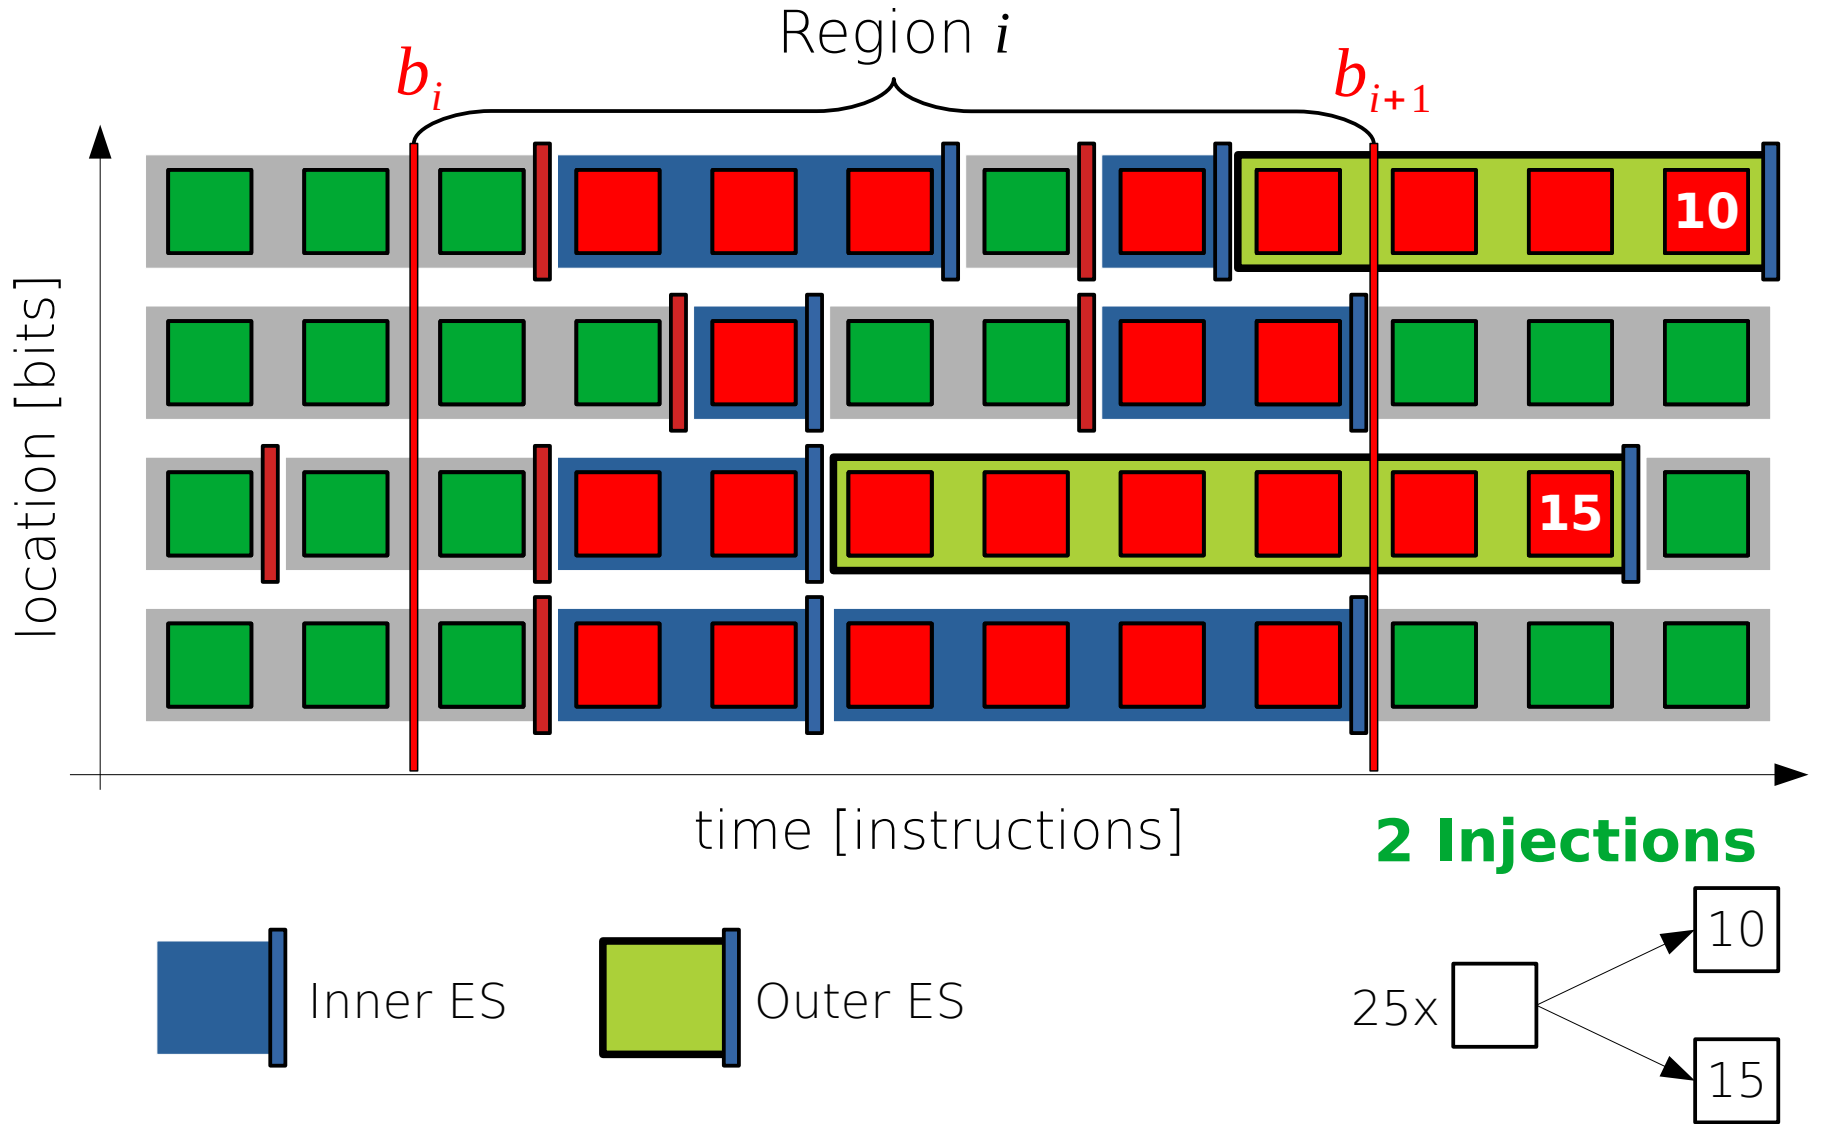 Region i
b_i
b_{i+1}
10
15
location [bits]
time [instructions]
2 Injections
Inner ES
Outer ES
25x
10
15